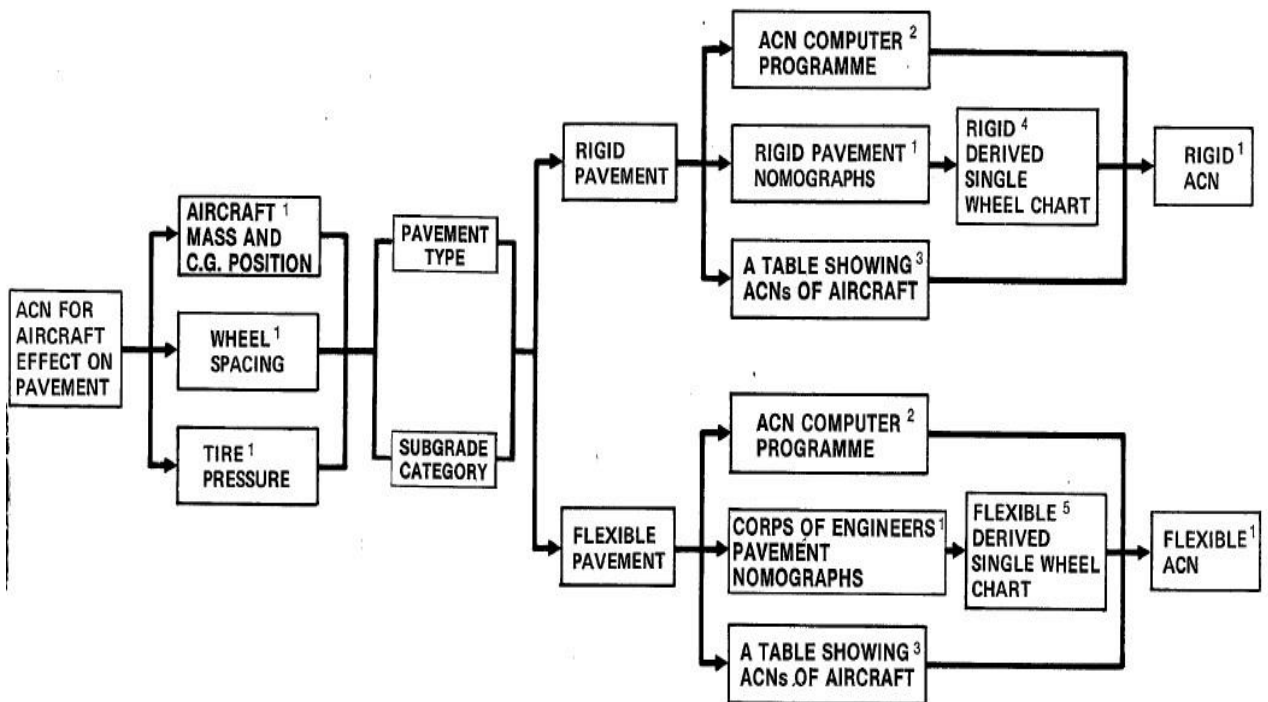 ACN FOR
AIRCRAFT
EFFECT ON
PAVEMENT
AIRCRAFT 1
MASS AND
C.G. POSITION
WHEEL 1
SPACING
TIRE 1
PRESSURE
PAVEMENT
TYPE
SUBGRADE
CATEGORY
RIGID
PAVEMENT
ACN COMPUTER 2
PROGRAMME
RIGID PAVEMENT 1
NOMOGRAPHS
A TABLE SHOWING 3
ACNs OF AIRCRAFT
RIGID 4
DERIVED
SINGLE
WHEEL CHART
RIGID 1
ACN
FLEXIBLE
PAVEMENT
ACN COMPUTER 2
PROGRAMME
CORPS OF ENGINEERS 1
PAVEMENT
NOMOGRAPHS
A TABLE SHOWING 3
ACNs OF AIRCRAFT
FLEXIBLE 5
DERIVED
SINGLE WHEEL
CHART
FLEXIBLE 1
ACN